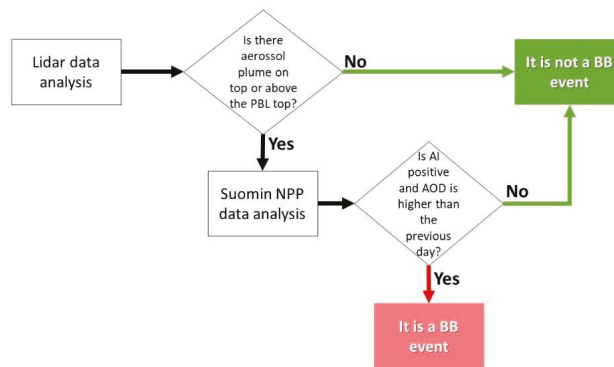 Lidar data
analysis
Is there
aerossol
plume on
top or above
the PBL top?
No
It is not a BB
event
Yes
Suomin NPP
data analysis
Is AI
positive and
AOD is
higher than
the
previous
day?
No
Yes
It is a BB
event